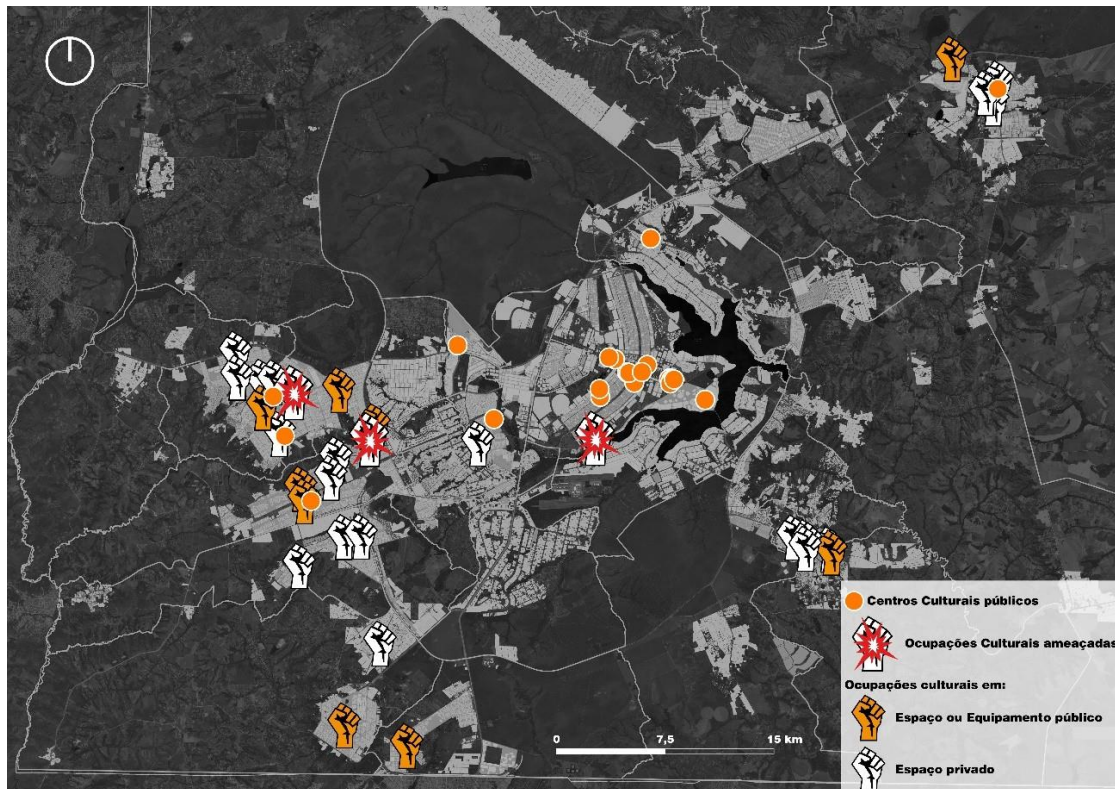 Centros Culturais públicos
Ocupações Culturais ameaçadas
Ocupações culturais em:
Espaço ou Equipamento público
0 7,5 15 km
Espaço privado